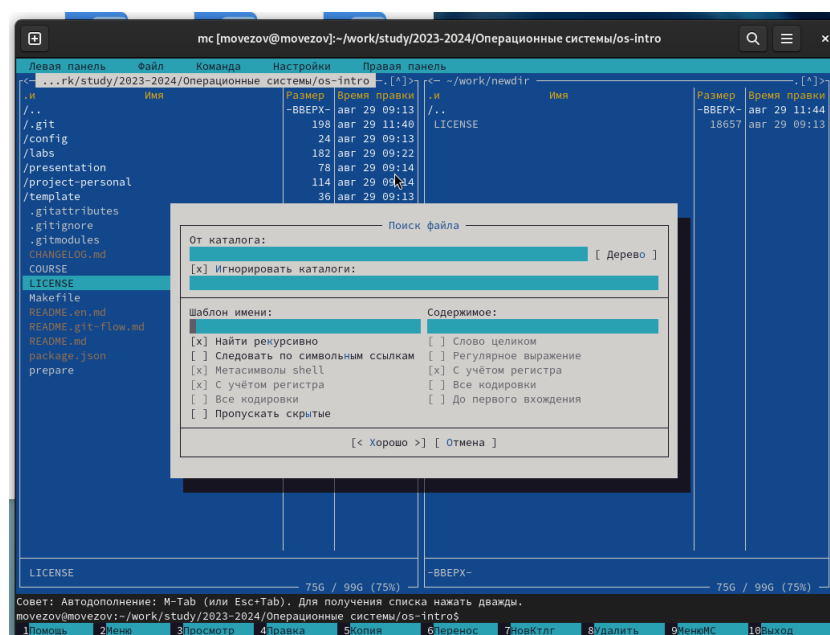 mc [movezov@movezov]:~/work/study/2023-2024/Операционные системы/os-intro
Левая панель Файл Команда Настройки Правая панель
<— ...rk/study/2023-2024/Операционные системы/os-intro —.[^]>
<— ~/work/newdir —.[^]>
.и Имя Размер Время правки
.и Имя Размер Время правки
/.. -ВВЕРХ- авг 29 09:13
/.. -ВВЕРХ- авг 29 11:44
/.git 198 авг 29 11:40
LICENSE 18657 авг 29 09:13
/config 24 авг 29 09:13
/labs 182 авг 29 09:22
/presentation 78 авг 29 09:14
/project-personal 114 авг 29 09:14
/template 36 авг 29 09:13
.gitattributes
.gitignore
.gitmodules
CHANGELOG.md
COURSE
LICENSE
Makefile
README.en.md
README.git-flow.md
README.md
package.json
prepare
Поиск файла
От каталога:
[ Дерево ]
[x] Игнорировать каталоги:
Шаблон имени: Содержимое:
[x] Найти рекурсивно [ ] Слово целиком
[ ] Следовать по символьным ссылкам [ ] Регулярное выражение
[x] Метасимволы shell [x] С учётом регистра
[x] С учётом регистра [ ] Все кодировки
[ ] Все кодировки [ ] До первого вхождения
[ ] Пропускать скрытые
[< Хорошо >] [ Отмена ]
LICENSE
-ВВЕРХ-
75G / 99G (75%)
75G / 99G (75%)
Совет: Автодополнение: M-Tab (или Esc+Tab). Для получения списка нажать дважды.
movezov@movezov:~/work/study/2023-2024/Операционные системы/os-intro$
1Помощь 2Меню 3Просмотр 4Правка 5Копия 6Перенос 7НовКтлг 8Удалить 9МенюMC 10Выход